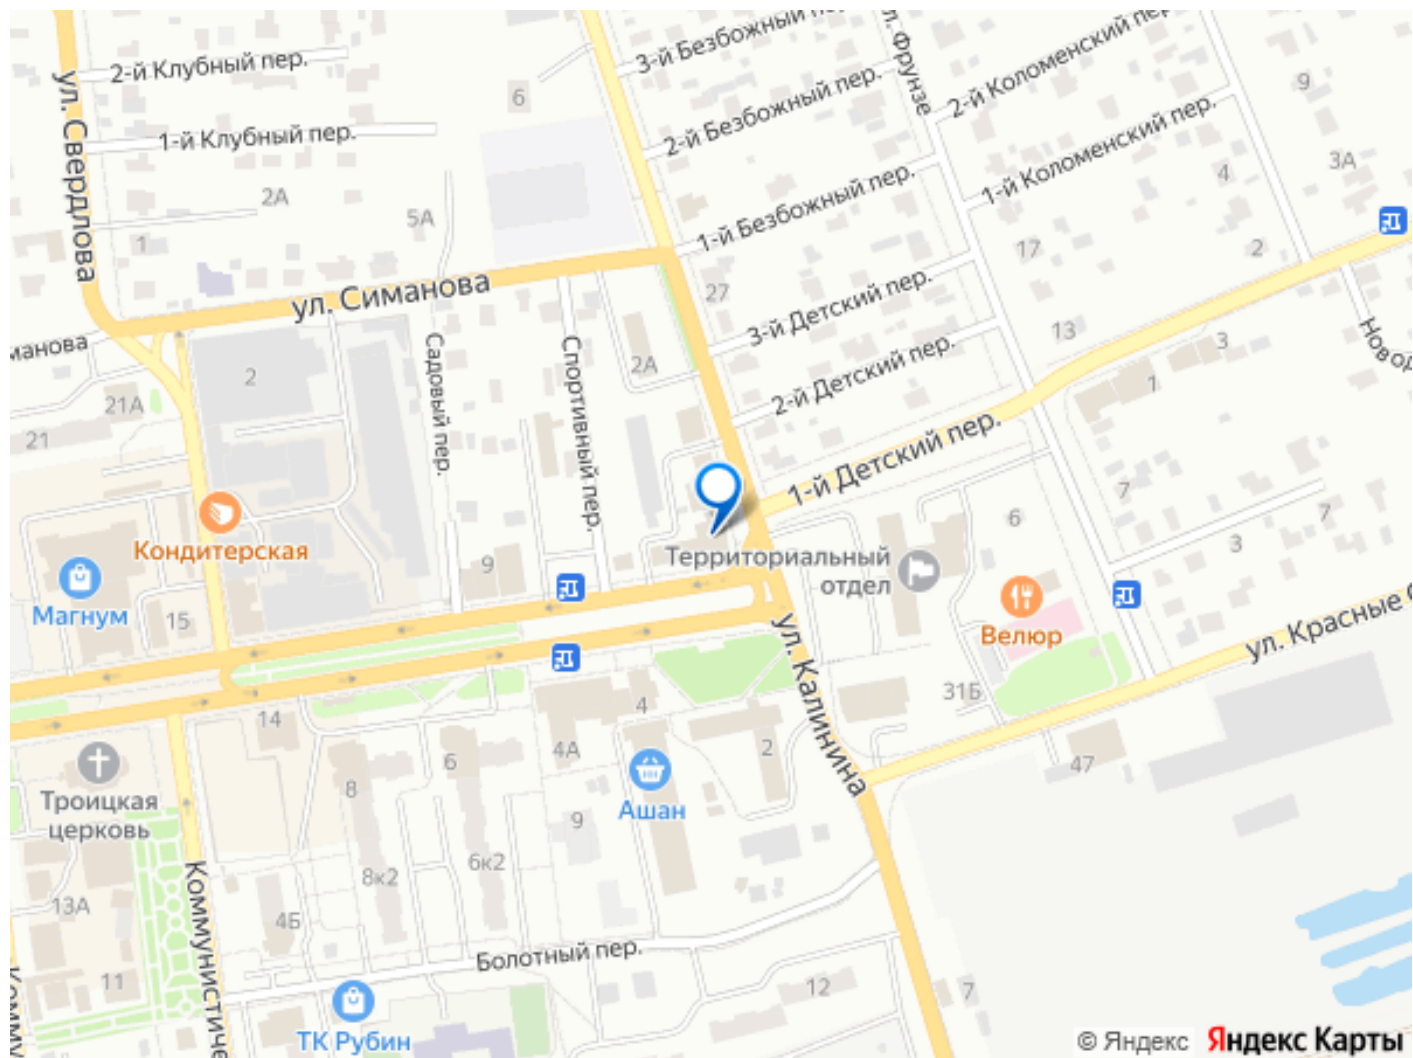 3-й Безбожный пер.
ул. Фрунзе
2-й Коломенский пер.
2-й Клубный пер.
ул. Свердлова
6
2-й Безбожный пер.
9
1-й Коломенский пер.
1-й Клубный пер.
3А
4
2А
5А
1-й Безбожный пер.
1
17
2
ул. Симанова
27
3-й Детский пер.
13
3
Новод
манова
Садовый пер.
Спортивный пер.
2А
2
2-й Детский пер.
1
21А
21
1-й Детский пер.
7
6
7
3
Кондитерская
Территориальный
отдел
9
Магнум
15
Велюр
ул. Красные
ул. Калинина
31Б
14
4
4А
2
47
6
8
Троицкая
церковь
Ашан
9
6к2
8к2
Коммунистиче
13А
4Б
Болотный пер.
11
12
7
Комму
ТК Рубин
© Яндекс Яндекс Карты